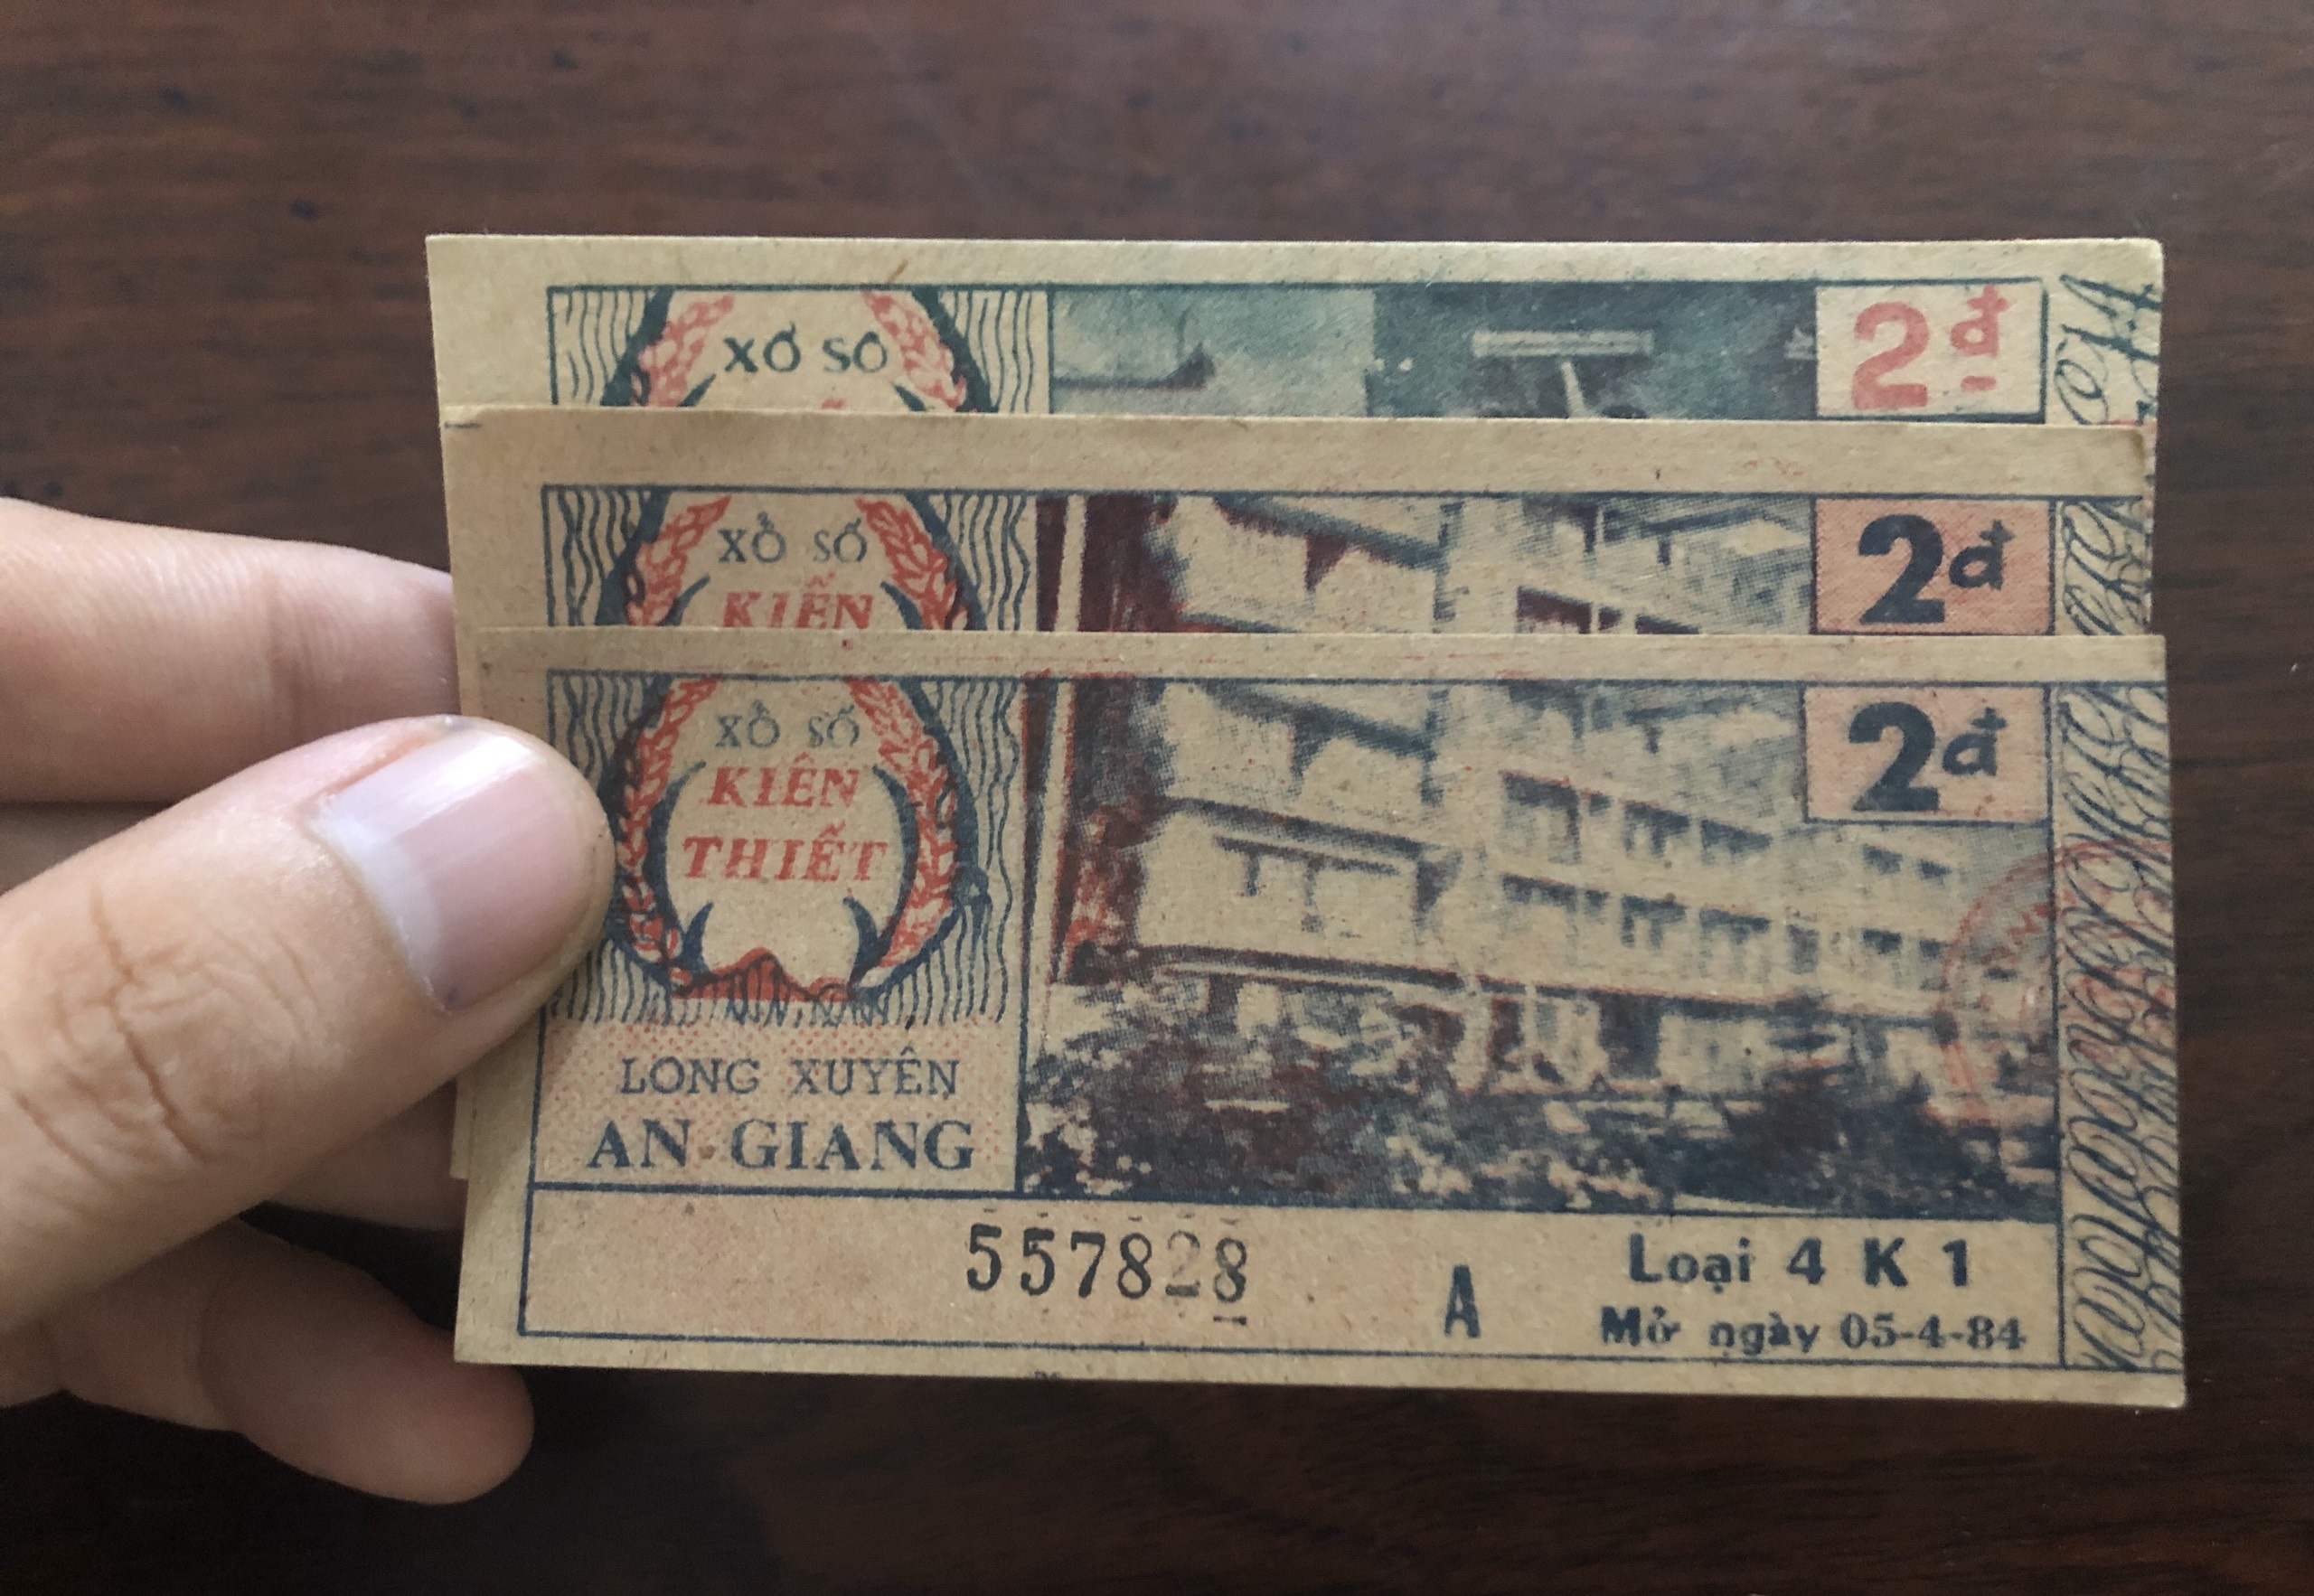 XỔ SỐ
2đ
XỔ SỐ
KIẾN
2đ
XỔ SỐ
KIẾN
THIẾT
2đ
LONG XUYÊN
AN GIANG
557828
A
Loại 4 K 1
Mở ngày 05-4-84